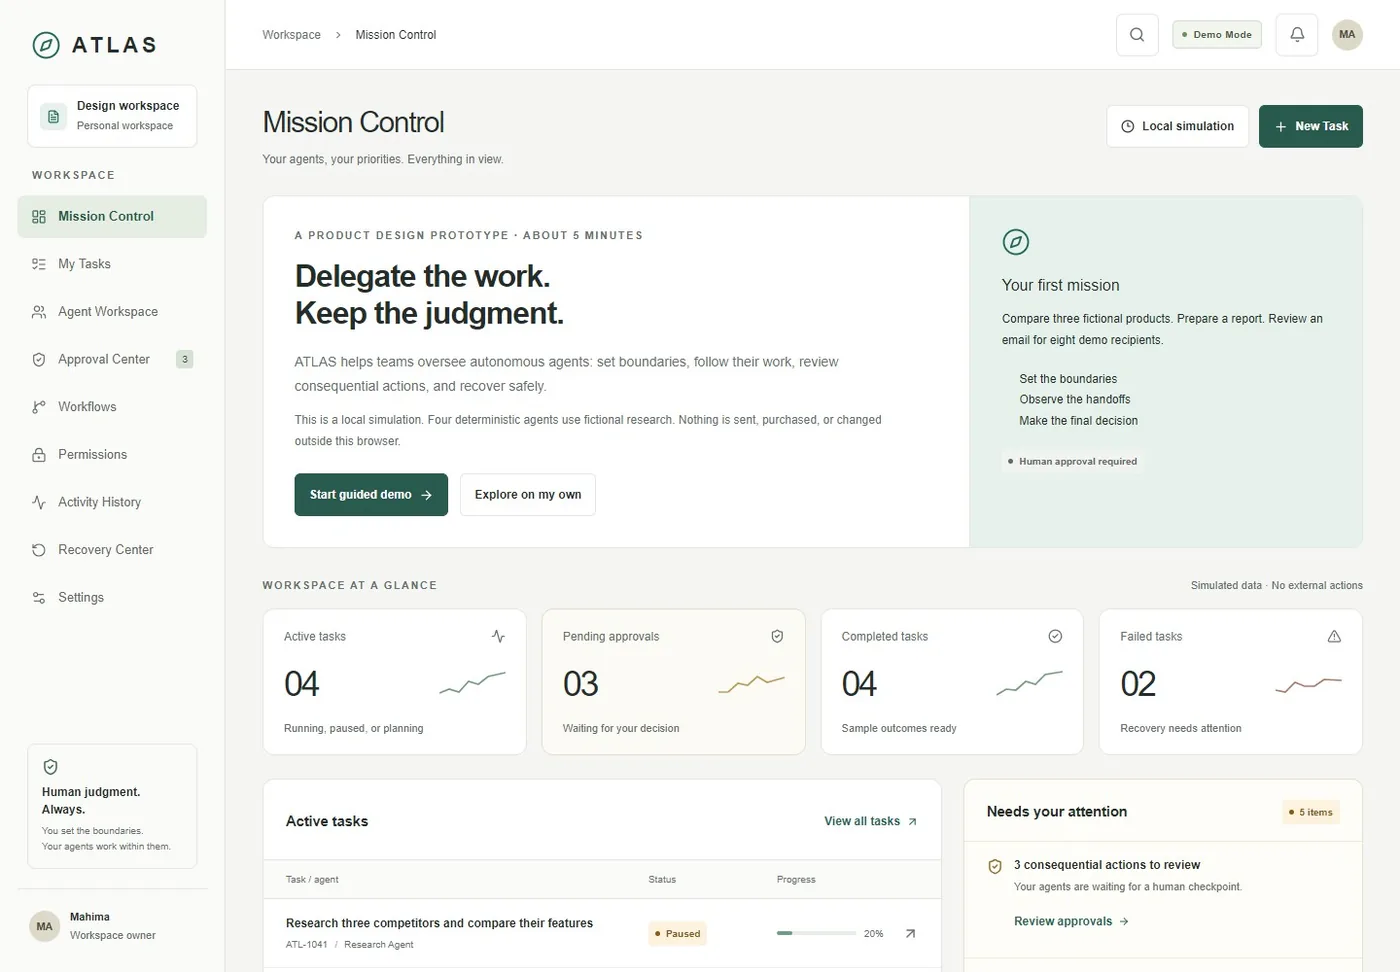 ATLAS
Design workspace
Personal workspace
WORKSPACE
Mission Control
My Tasks
Agent Workspace
Approval Center 3
Workflows
Permissions
Activity History
Recovery Center
Settings
Human judgment.
Always.
You set the boundaries.
Your agents work within them.
MA
Mahima
Workspace owner
Workspace > Mission Control
Demo Mode
MA
Mission Control
Your agents, your priorities. Everything in view.
Local simulation
+ New Task
A PRODUCT DESIGN PROTOTYPE · ABOUT 5 MINUTES
Delegate the work.
Keep the judgment.
ATLAS helps teams oversee autonomous agents: set boundaries, follow their work, review
consequential actions, and recover safely.
This is a local simulation. Four deterministic agents use fictional research. Nothing is sent, purchased, or changed
outside this browser.
Start guided demo →
Explore on my own
Your first mission
Compare three fictional products. Prepare a report. Review an
email for eight demo recipients.
Set the boundaries
Observe the handoffs
Make the final decision
Human approval required
WORKSPACE AT A GLANCE
Simulated data · No external actions
Active tasks
04
Running, paused, or planning
Pending approvals
03
Waiting for your decision
Completed tasks
04
Sample outcomes ready
Failed tasks
02
Recovery needs attention
Active tasks
View all tasks ↗
Task / agent Status Progress
Research three competitors and compare their features
ATL-1041 / Research Agent
Paused
20%
Needs your attention
5 items
3 consequential actions to review
Your agents are waiting for a human checkpoint.
Review approvals →